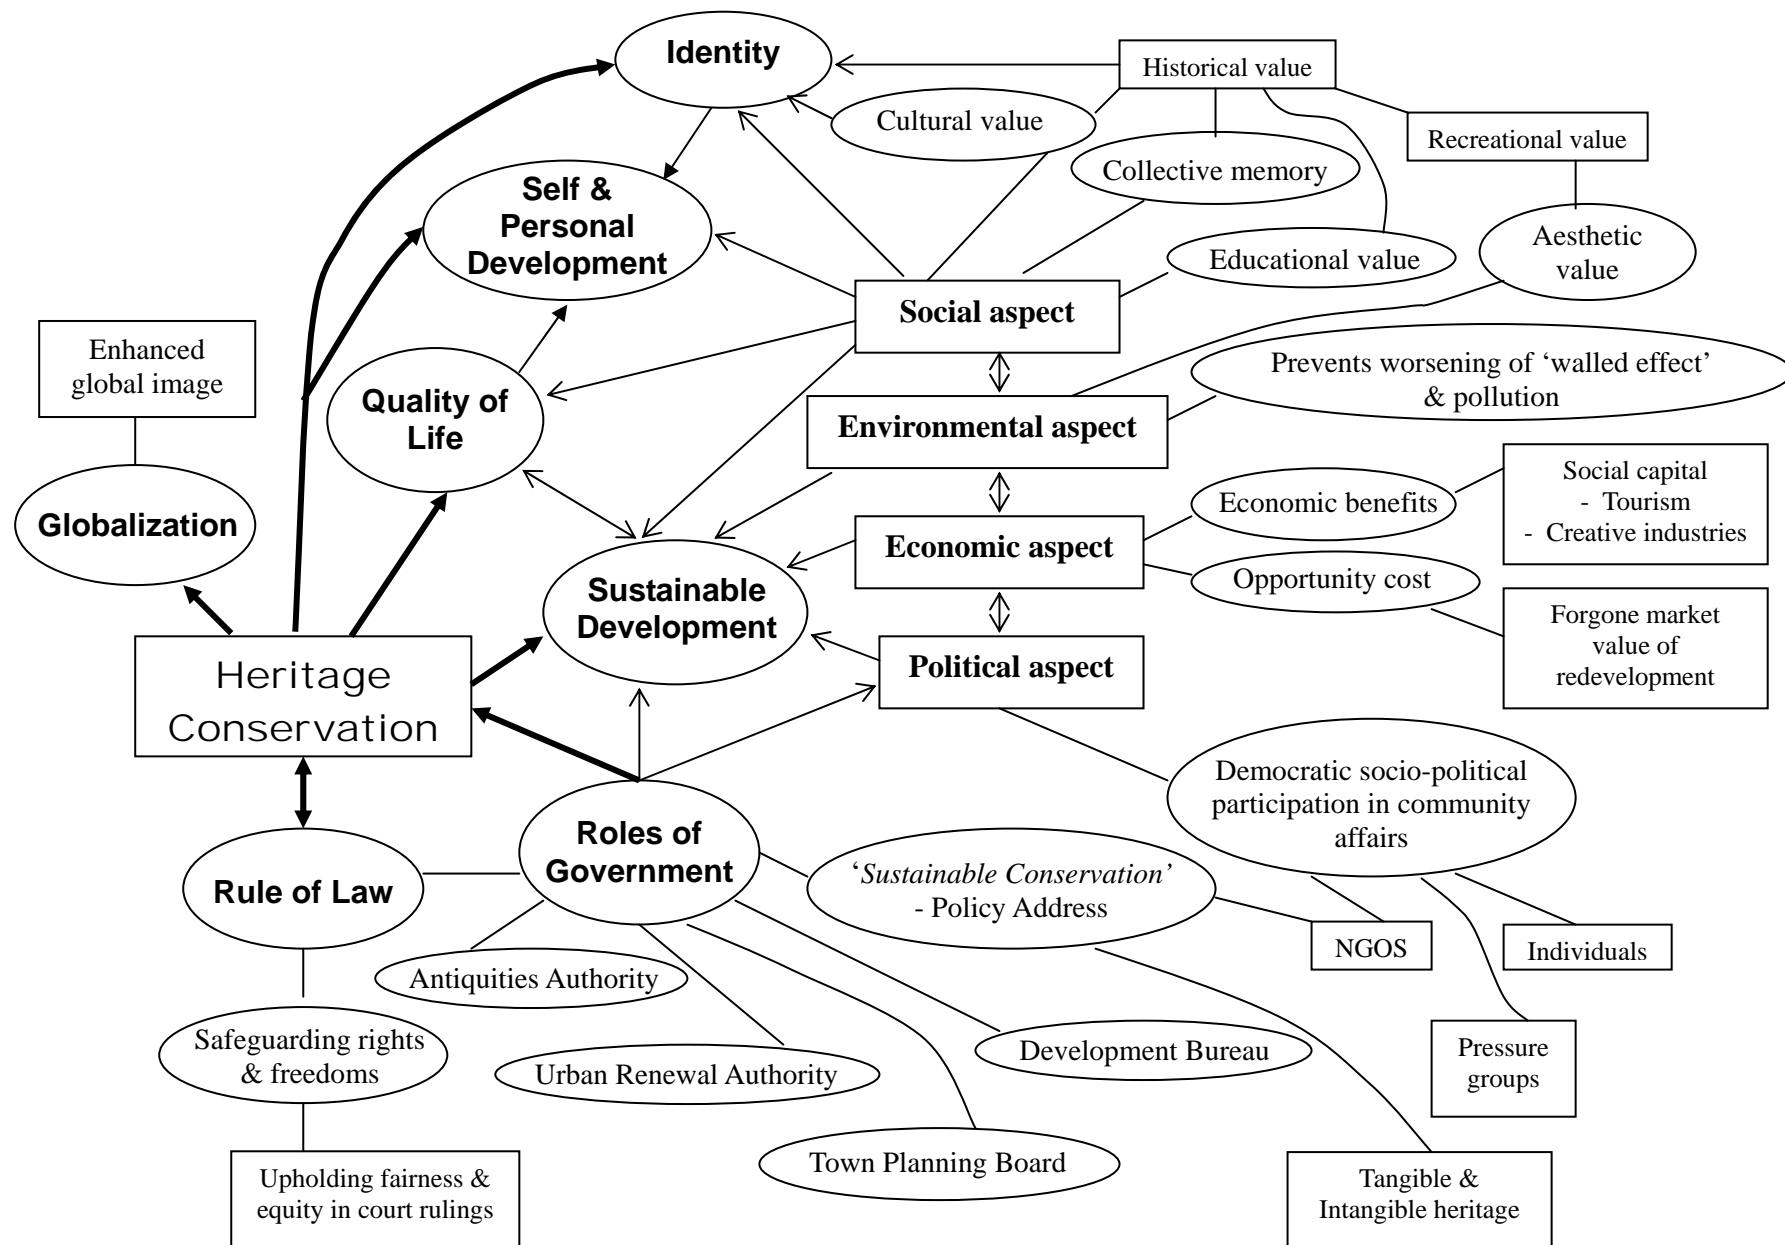 Identity
Historical value
Cultural value
Recreational value
Collective memory
Self &
Personal
Development
Educational value
Aesthetic
value
Social aspect
Enhanced
global image
Prevents worsening of ‘walled effect’
& pollution
Quality of
Life
Environmental aspect
Social capital
- Tourism
- Creative industries
Economic benefits
Globalization
Economic aspect
Opportunity cost
Sustainable
Development
Forgone market
value of
redevelopment
Political aspect
Heritage
Conservation
Democratic socio-political
participation in community
affairs
Roles of
Government
Rule of Law
‘Sustainable Conservation’
- Policy Address
NGOS
Individuals
Antiquities Authority
Safeguarding rights
& freedoms
Development Bureau
Pressure
groups
Urban Renewal Authority
Town Planning Board
Upholding fairness &
equity in court rulings
Tangible &
Intangible heritage